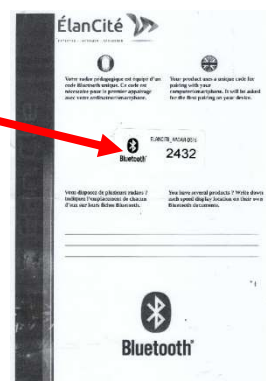 ÉlanCité
Votre radar pédagogique est équipé d'un
code Bluetooth unique. Ce code est
nécessaire pour le premier appairage
avec votre ordinateur/smartphone.
Your product uses a unique code for
pairing with your
computer/smartphone. It will be asked
for the first pairing on your device.
Bluetooth
2432
Vous disposez de plusieurs radars ?
Indiquez l'emplacement de chacun
d'eux sur leurs fiches Bluetooth.
You have several products ? Write down
each speed display location on their own
Bluetooth documents.
Bluetooth